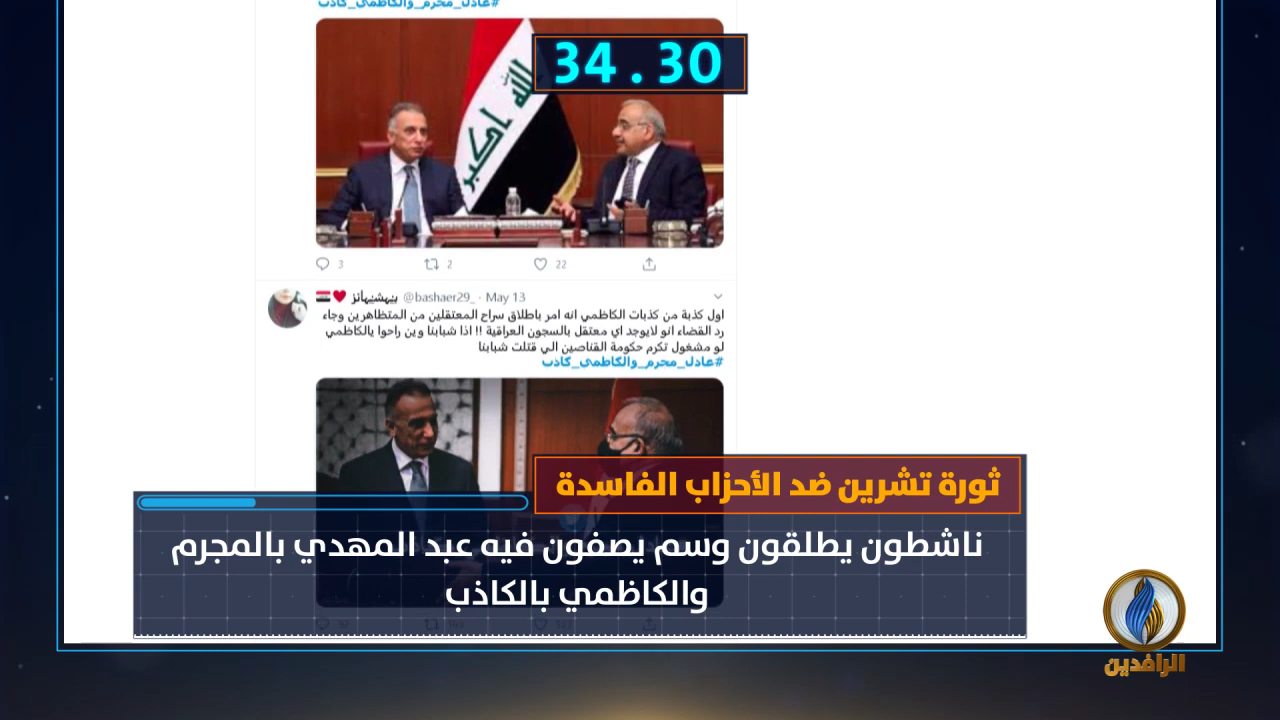 #عادل_مجرم_والكاظمي_كاذب
34.30
الله اكبر
3
2
22
@bashaer29_ · May 13
اول كذبة من كذبات الكاظمي انه امر باطلاق سراح المعتقلين من المتظاهرين وجاء
رد القضاء انو لايوجد اي معتقل بالسجون العراقية !! اذا شبابنا وين راحوا يالكاظمي
لو مشغول تكرم حكومة القناصين الي قتلت شبابنا
#عادل_مجرم_والكاظمي_كاذب
ثورة تشرين ضد الأحزاب الفاسدة
ناشطون يطلقون وسم يصفون فيه عبد المهدي بالمجرم
والكاظمي بالكاذب
الرافدين